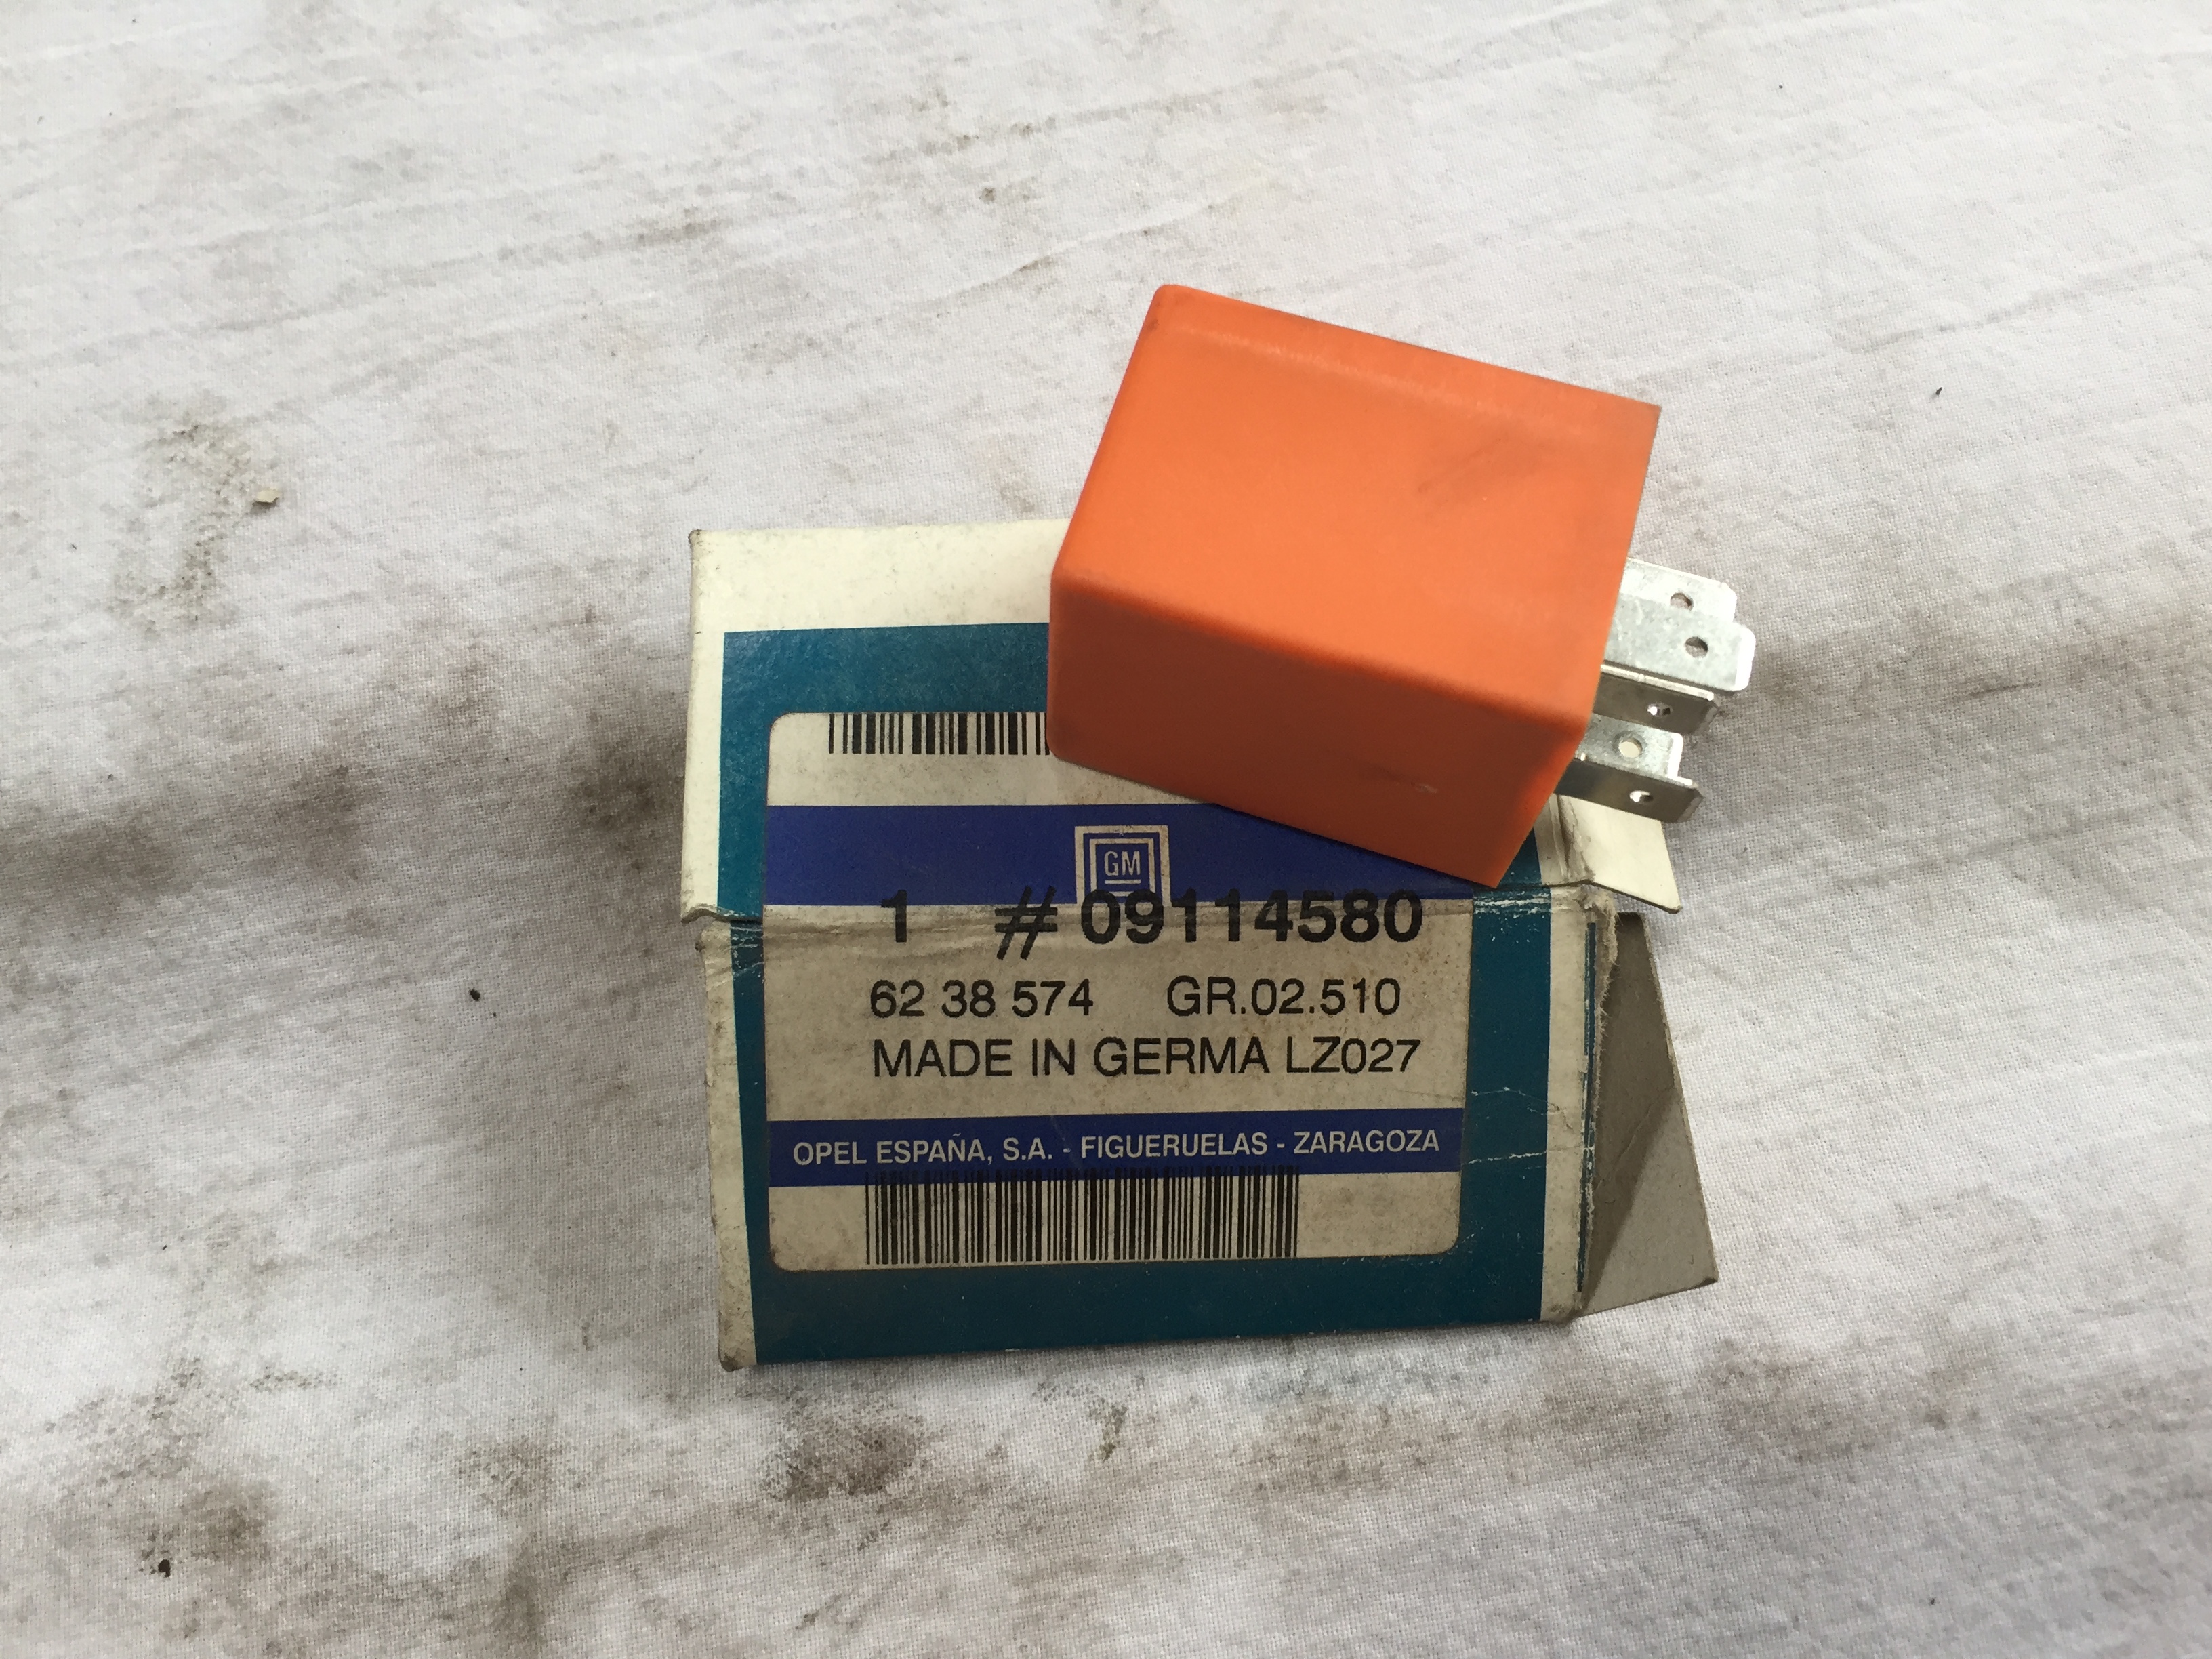 GM
1 # 09114580
62 38 574 GR.02.510
MADE IN GERMA LZ027
OPEL ESPAÑA, S.A. - FIGUERUELAS - ZARAGOZA